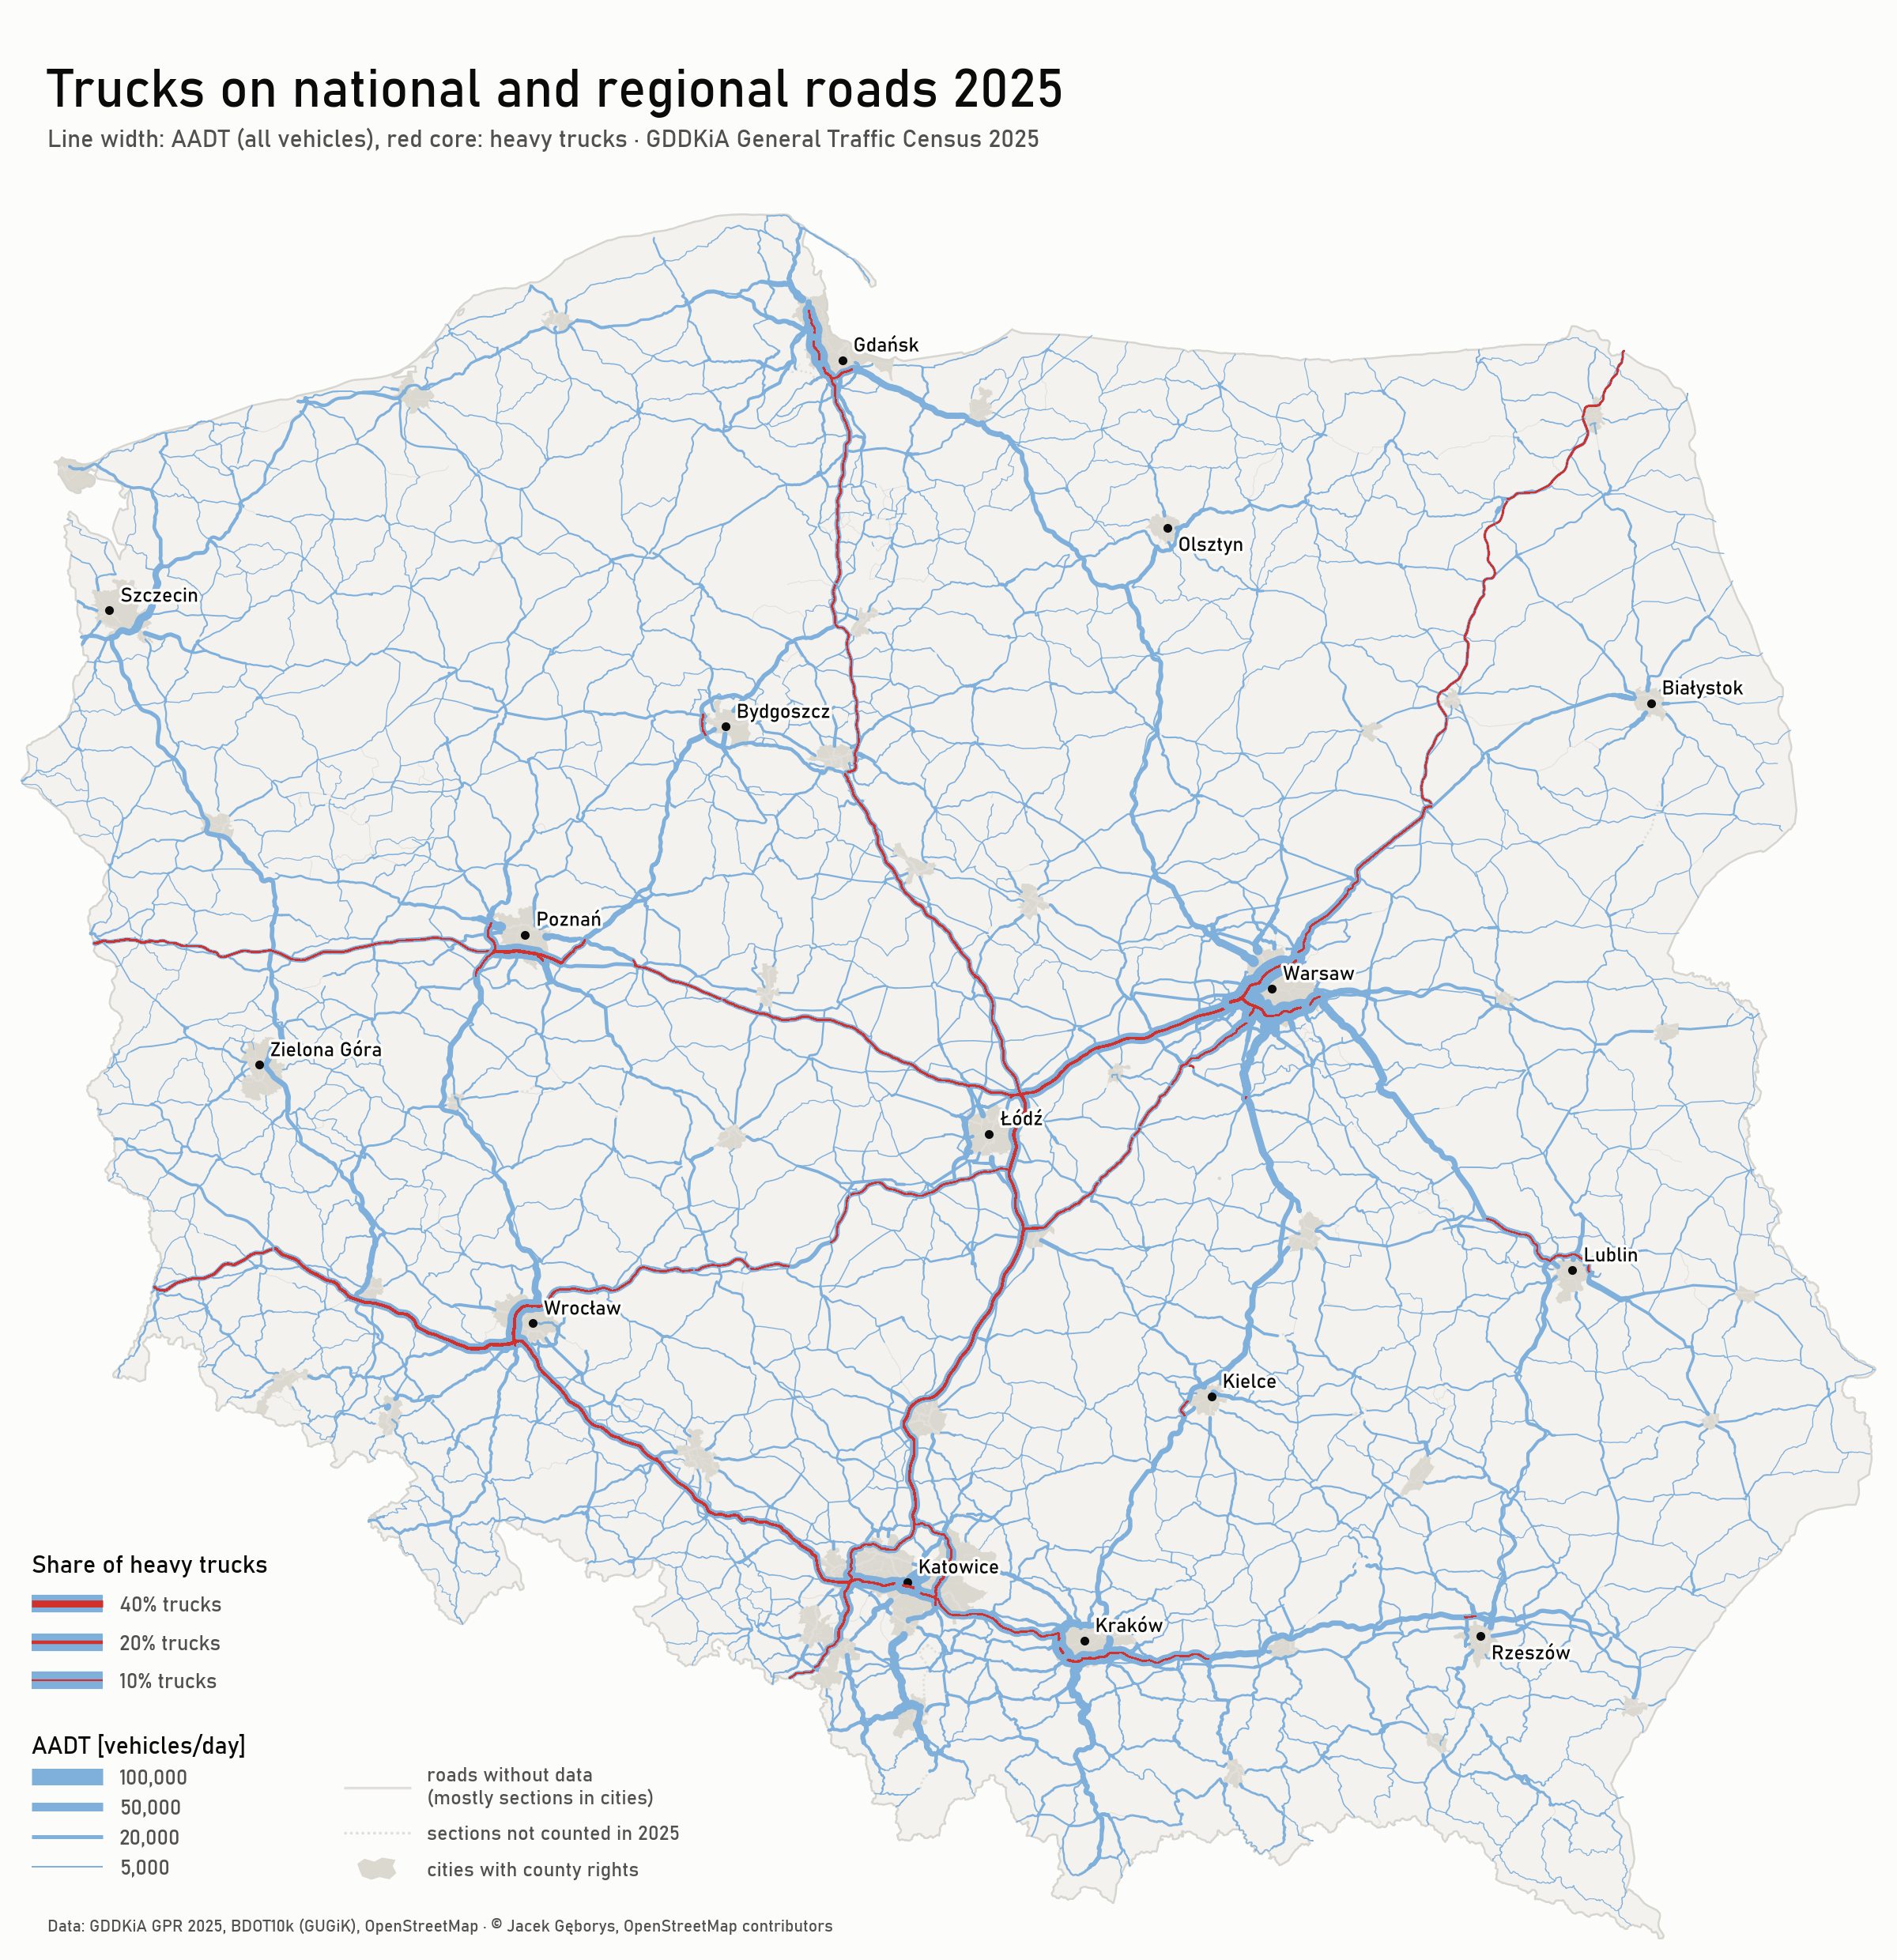 Trucks on national and regional roads 2025
Line width: AADT (all vehicles), red core: heavy trucks · GDDKiA General Traffic Census 2025
Gdańsk
Olsztyn
Szczecin
Białystok
Bydgoszcz
Poznań
Warsaw
Zielona Góra
Łódź
Lublin
Wrocław
Kielce
Katowice
Kraków
Rzeszów
Share of heavy trucks
40% trucks
20% trucks
10% trucks
AADT [vehicles/day]
100,000
50,000
20,000
5,000
roads without data
(mostly sections in cities)
sections not counted in 2025
cities with county rights
Data: GDDKiA GPR 2025, BDOT10k (GUGiK), OpenStreetMap · © Jacek Gęborys, OpenStreetMap contributors